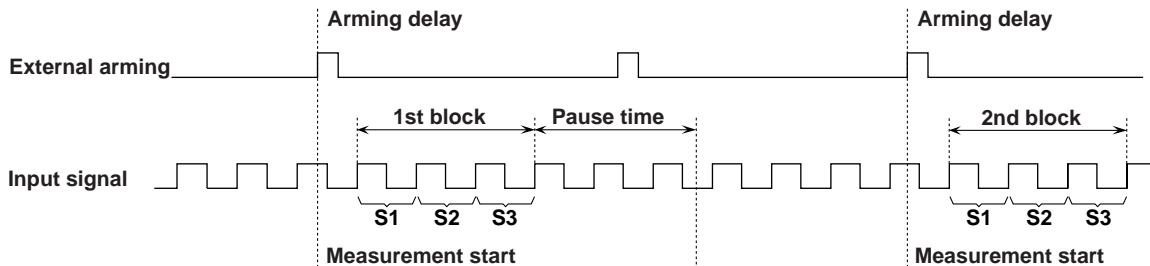 Arming delay Arming delay
External arming
1st block Pause time 2nd block
Input signal
S1 S2 S3 S1 S2 S3
Measurement start Measurement start